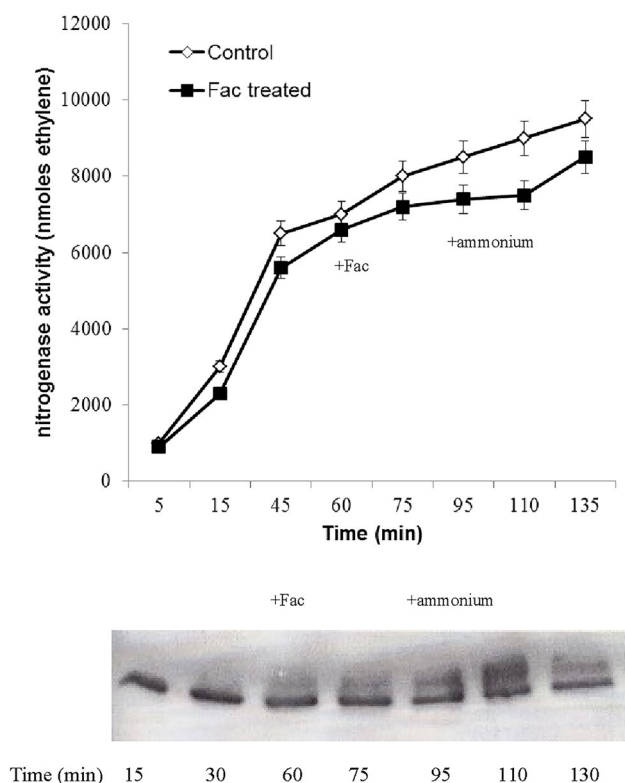 12000
10000
8000
6000
4000
2000
0
nitrogenase activity (nmoles ethylene)
Control
Fac treated
+Fac
+ammonium
5 15 45 60 75 95 110 135
Time (min)
+Fac +ammonium
Time (min) 15 30 60 75 95 110 130